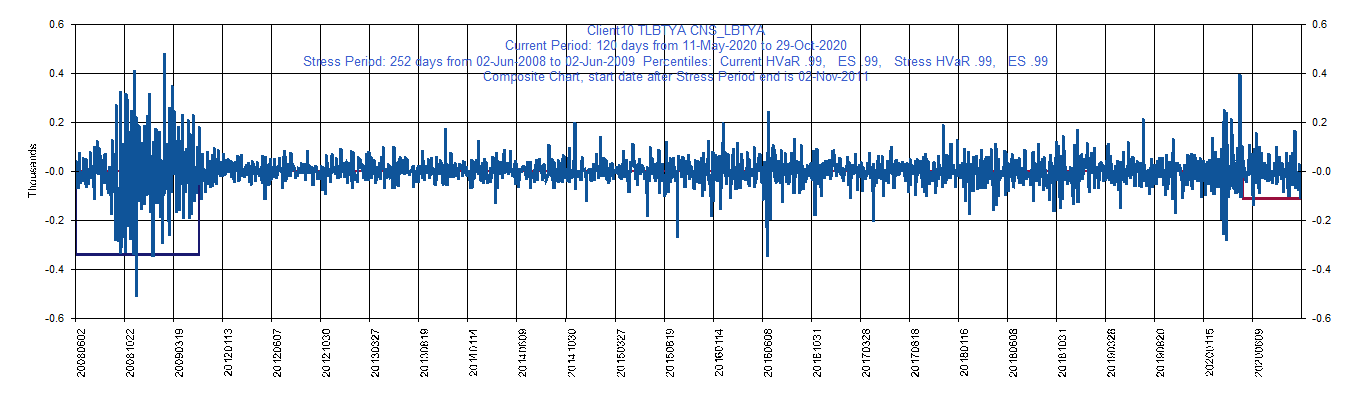 Client10 TLBTYA CNS_LBTYA
Current Period: 120 days from 11-May-2020 to 29-Oct-2020
Stress Period: 252 days from 02-Jun-2008 to 02-Jun-2009 Percentiles: Current HVaR .99, ES .99, Stress HVaR .99, ES .99
Composite Chart, start date after Stress Period end is 02-Nov-2011
0.6 0.6
0.4 0.4
0.2 0.2
-0.0 -0.0
-0.2 -0.2
-0.4 -0.4
-0.6 -0.6
Thousands
20080602 20081022 20090319 20120113 20120607 20121030 20130327 20130819 20140114 20140609 20141030 20150327 20150819 20160114 20160608 20161031 20170328 20170818 20180116 20180608 20181031 20190328 20190820 20200115 20200609